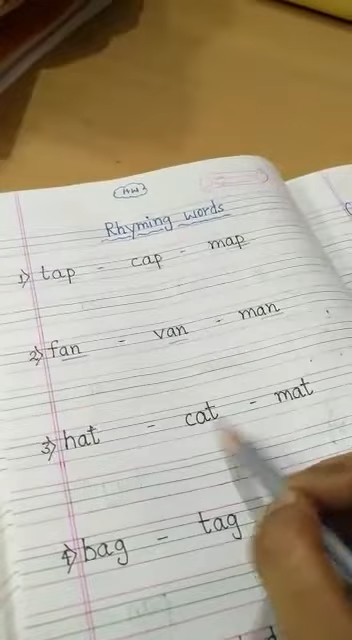 HW
Rhyming words
1) tap - cap - map
2) fan - van - man
3) hat - cat - mat
4) bag - tag